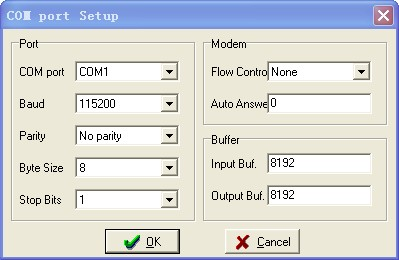 COM port Setup
Port
COM port COM1
Baud 115200
Parity No parity
Byte Size 8
Stop Bits 1
Modem
Flow Contro None
Auto Answe 0
Buffer
Input Buf. 8192
Output Buf. 8192
OK
Cancel